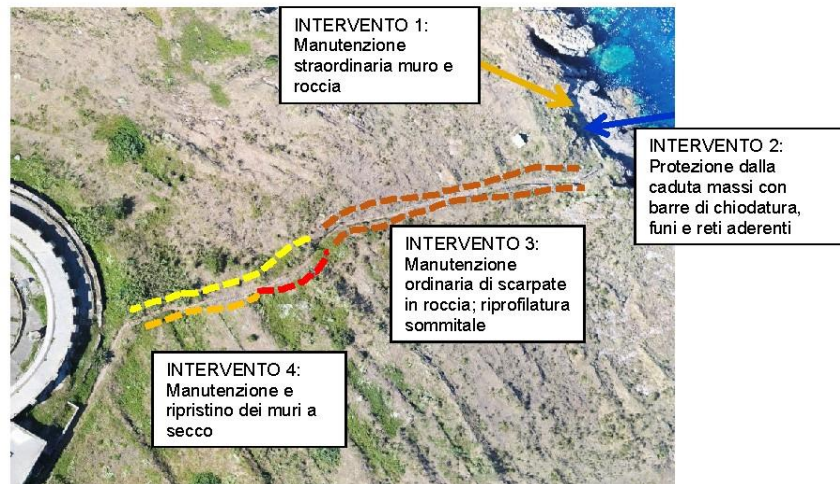 INTERVENTO 1:
Manutenzione
straordinaria muro e
roccia
INTERVENTO 2:
Protezione dalla
caduta massi con
barre di chiodatura,
funi e reti aderenti
INTERVENTO 3:
Manutenzione
ordinaria di scarpate
in roccia; riprofilatura
sommitale
INTERVENTO 4:
Manutenzione e
ripristino dei muri a
secco